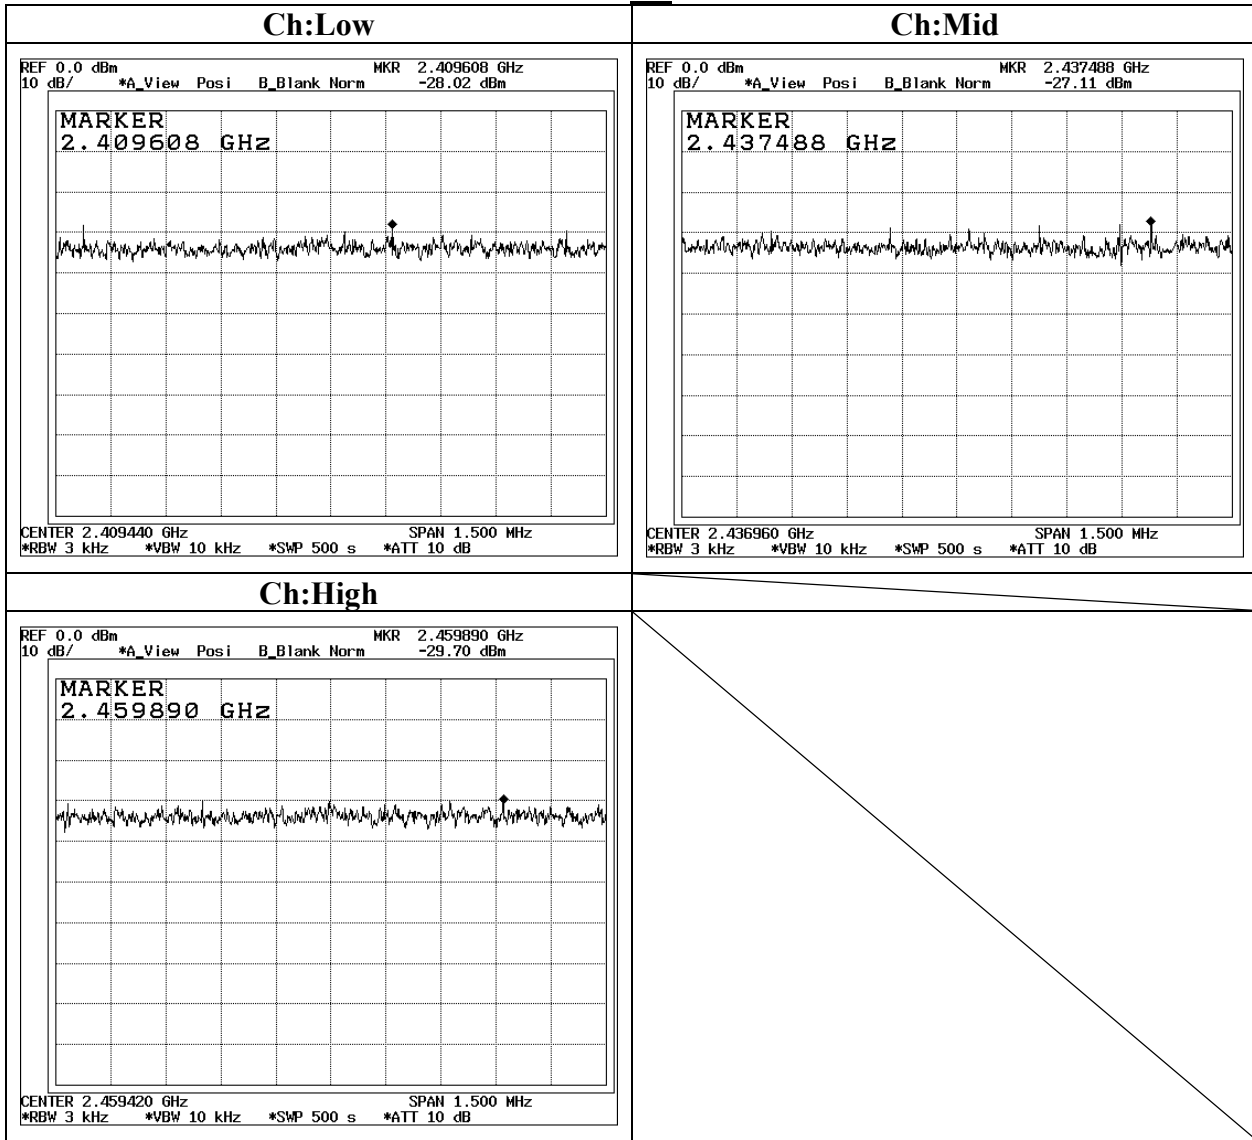 Ch:Low
REF 0.0 dBm MKR 2.409608 GHz
10 dB/ *A_View Posi B_Blank Norm -28.02 dBm
MARKER
2.409608 GHz
CENTER 2.409440 GHz SPAN 1.500 MHz
*RBW 3 kHz *VBW 10 kHz *SWP 500 s *ATT 10 dB
Ch:Mid
REF 0.0 dBm MKR 2.437488 GHz
10 dB/ *A_View Posi B_Blank Norm -27.11 dBm
MARKER
2.437488 GHz
CENTER 2.436960 GHz SPAN 1.500 MHz
*RBW 3 kHz *VBW 10 kHz *SWP 500 s *ATT 10 dB
Ch:High
REF 0.0 dBm MKR 2.459890 GHz
10 dB/ *A_View Posi B_Blank Norm -29.70 dBm
MARKER
2.459890 GHz
CENTER 2.459420 GHz SPAN 1.500 MHz
*RBW 3 kHz *VBW 10 kHz *SWP 500 s *ATT 10 dB